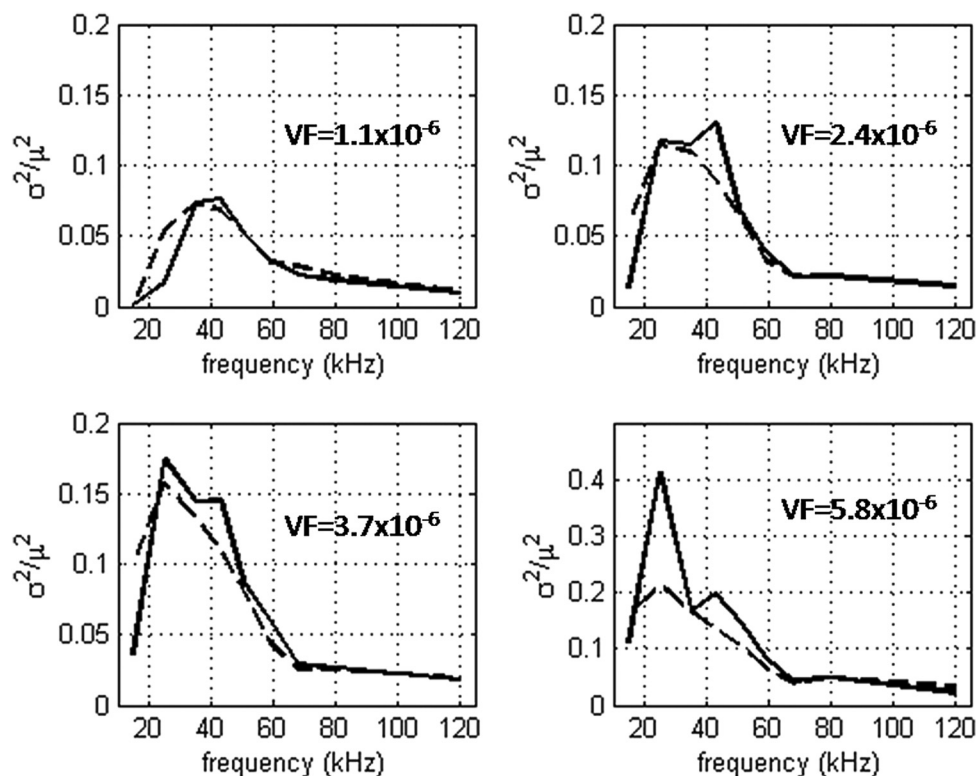 0.2
0.15
0.1
0.05
0
σ²/μ²
VF=1.1x10⁻⁶
20 40 60 80 100 120
frequency (kHz)
0.2
0.15
0.1
0.05
0
σ²/μ²
VF=2.4x10⁻⁶
20 40 60 80 100 120
frequency (kHz)
0.2
0.15
0.1
0.05
0
σ²/μ²
VF=3.7x10⁻⁶
20 40 60 80 100 120
frequency (kHz)
0.4
0.3
0.2
0.1
0
σ²/μ²
VF=5.8x10⁻⁶
20 40 60 80 100 120
frequency (kHz)